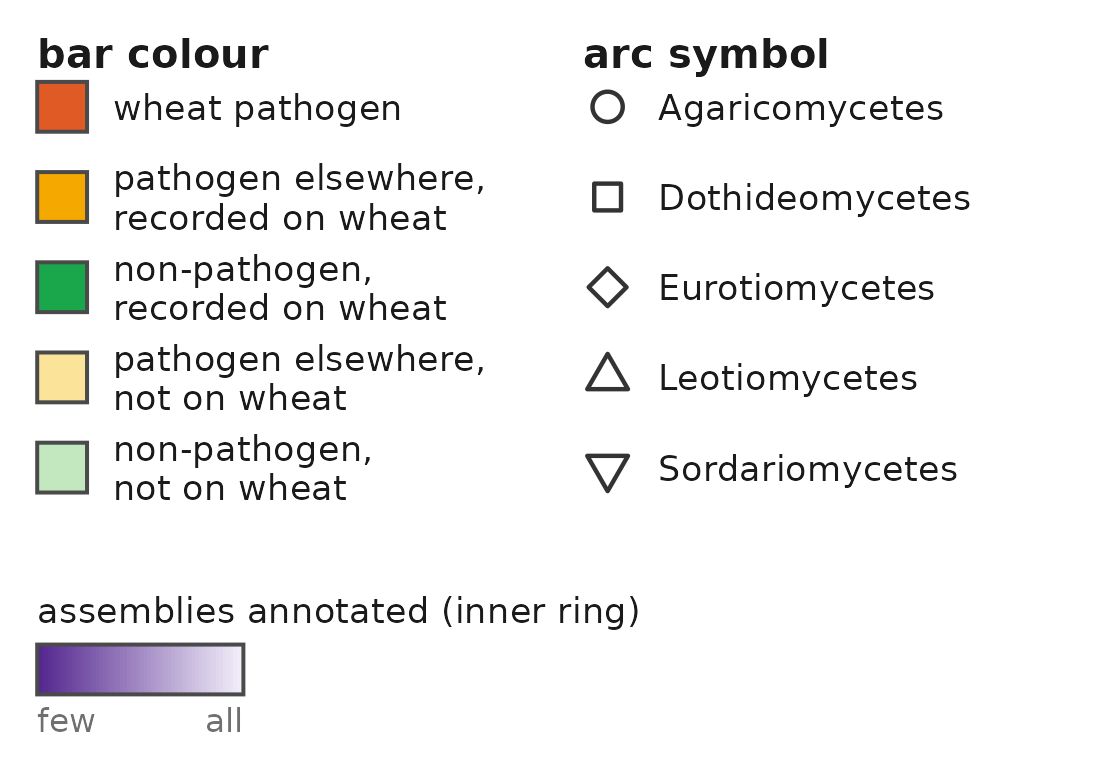 bar colour
wheat pathogen
pathogen elsewhere,
recorded on wheat
non-pathogen,
recorded on wheat
pathogen elsewhere,
not on wheat
non-pathogen,
not on wheat
arc symbol
Agaricomycetes
Dothideomycetes
Eurotiomycetes
Leotiomycetes
Sordariomycetes
assemblies annotated (inner ring)
few all